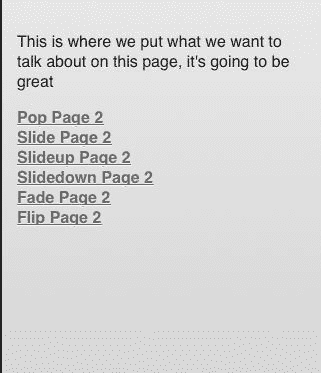 This is where we put what we want to
talk about on this page, it's going to be
great
Pop Page 2
Slide Page 2
Slideup Page 2
Slidedown Page 2
Fade Page 2
Flip Page 2